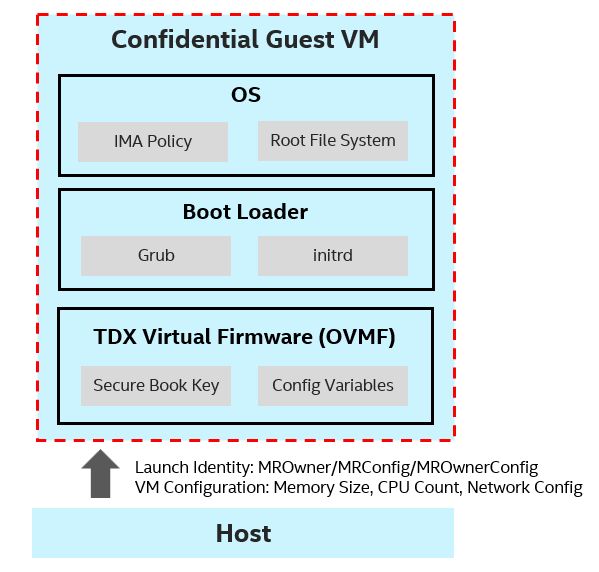 Confidential Guest VM
OS
IMA Policy
Root File System
Boot Loader
Grub
initrd
TDX Virtual Firmware (OVMF)
Secure Book Key
Config Variables
Launch Identity: MROwner/MRConfig/MROwnerConfig
VM Configuration: Memory Size, CPU Count, Network Config
Host